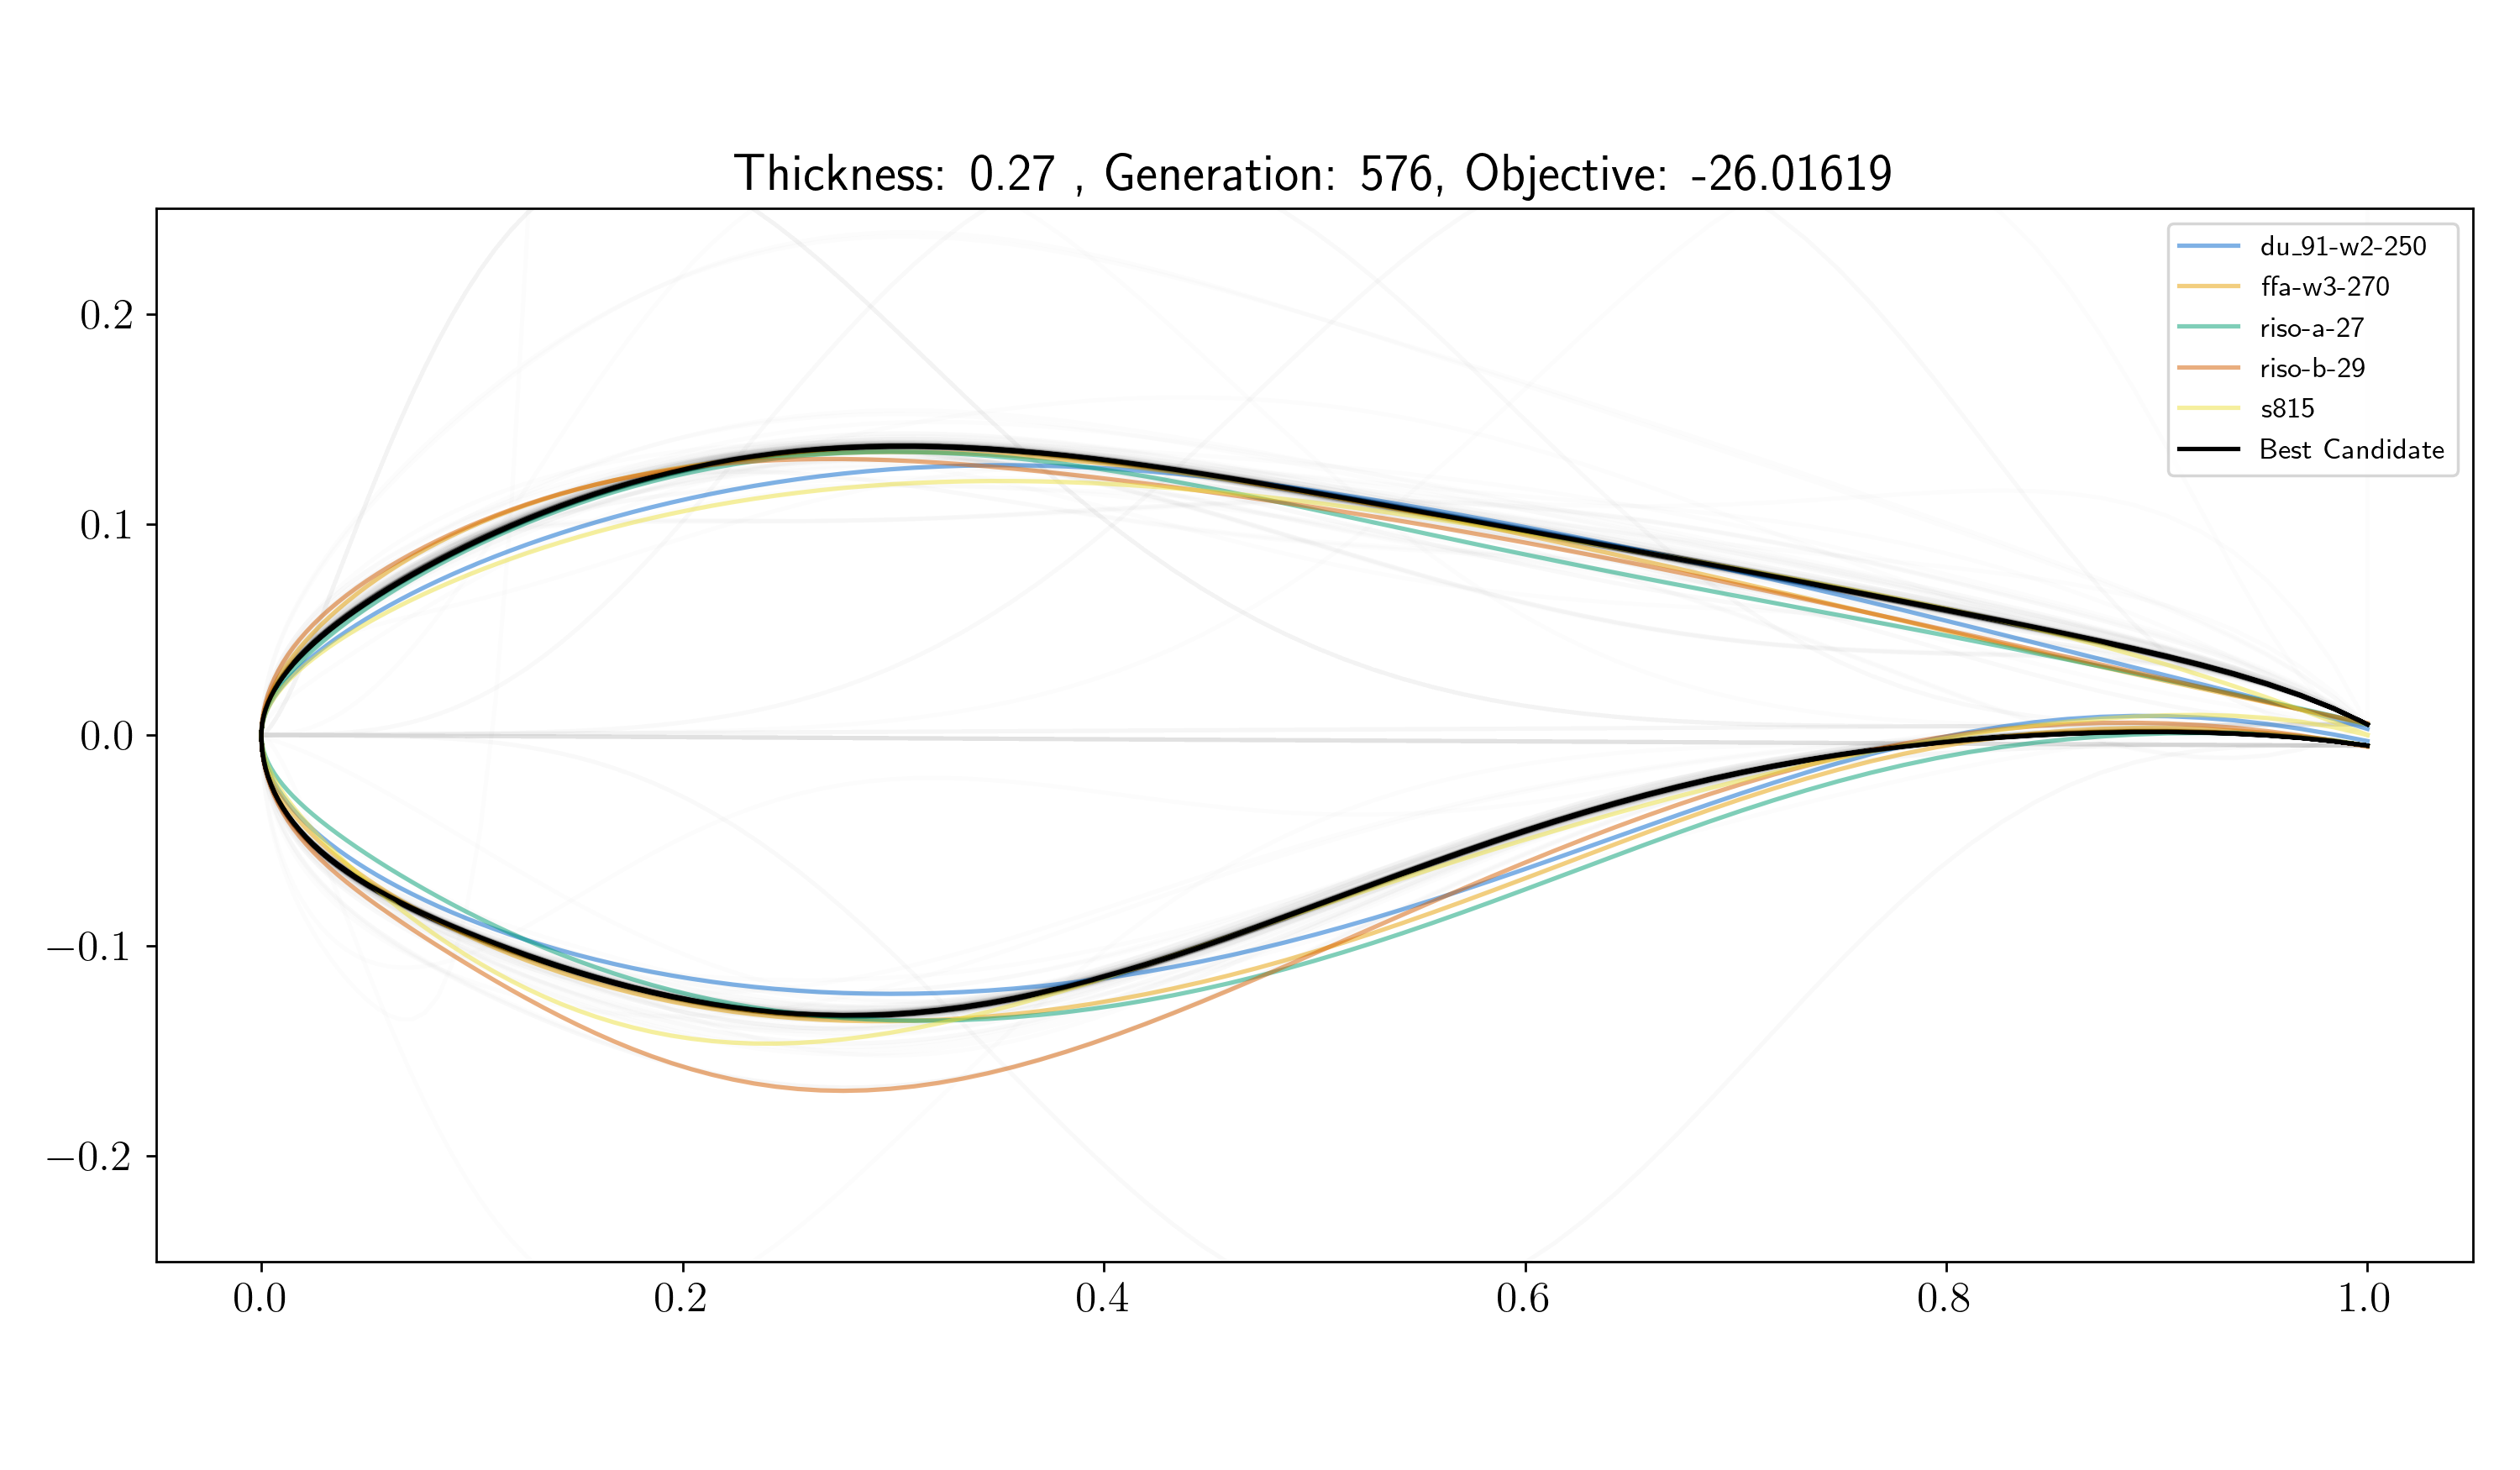 Thickness: 0.27 , Generation: 576, Objective: -26.01619
du_91-w2-250
ffa-w3-270
riso-a-27
riso-b-29
s815
Best Candidate
0.2
0.1
0.0
−0.1
−0.2
0.0 0.2 0.4 0.6 0.8 1.0